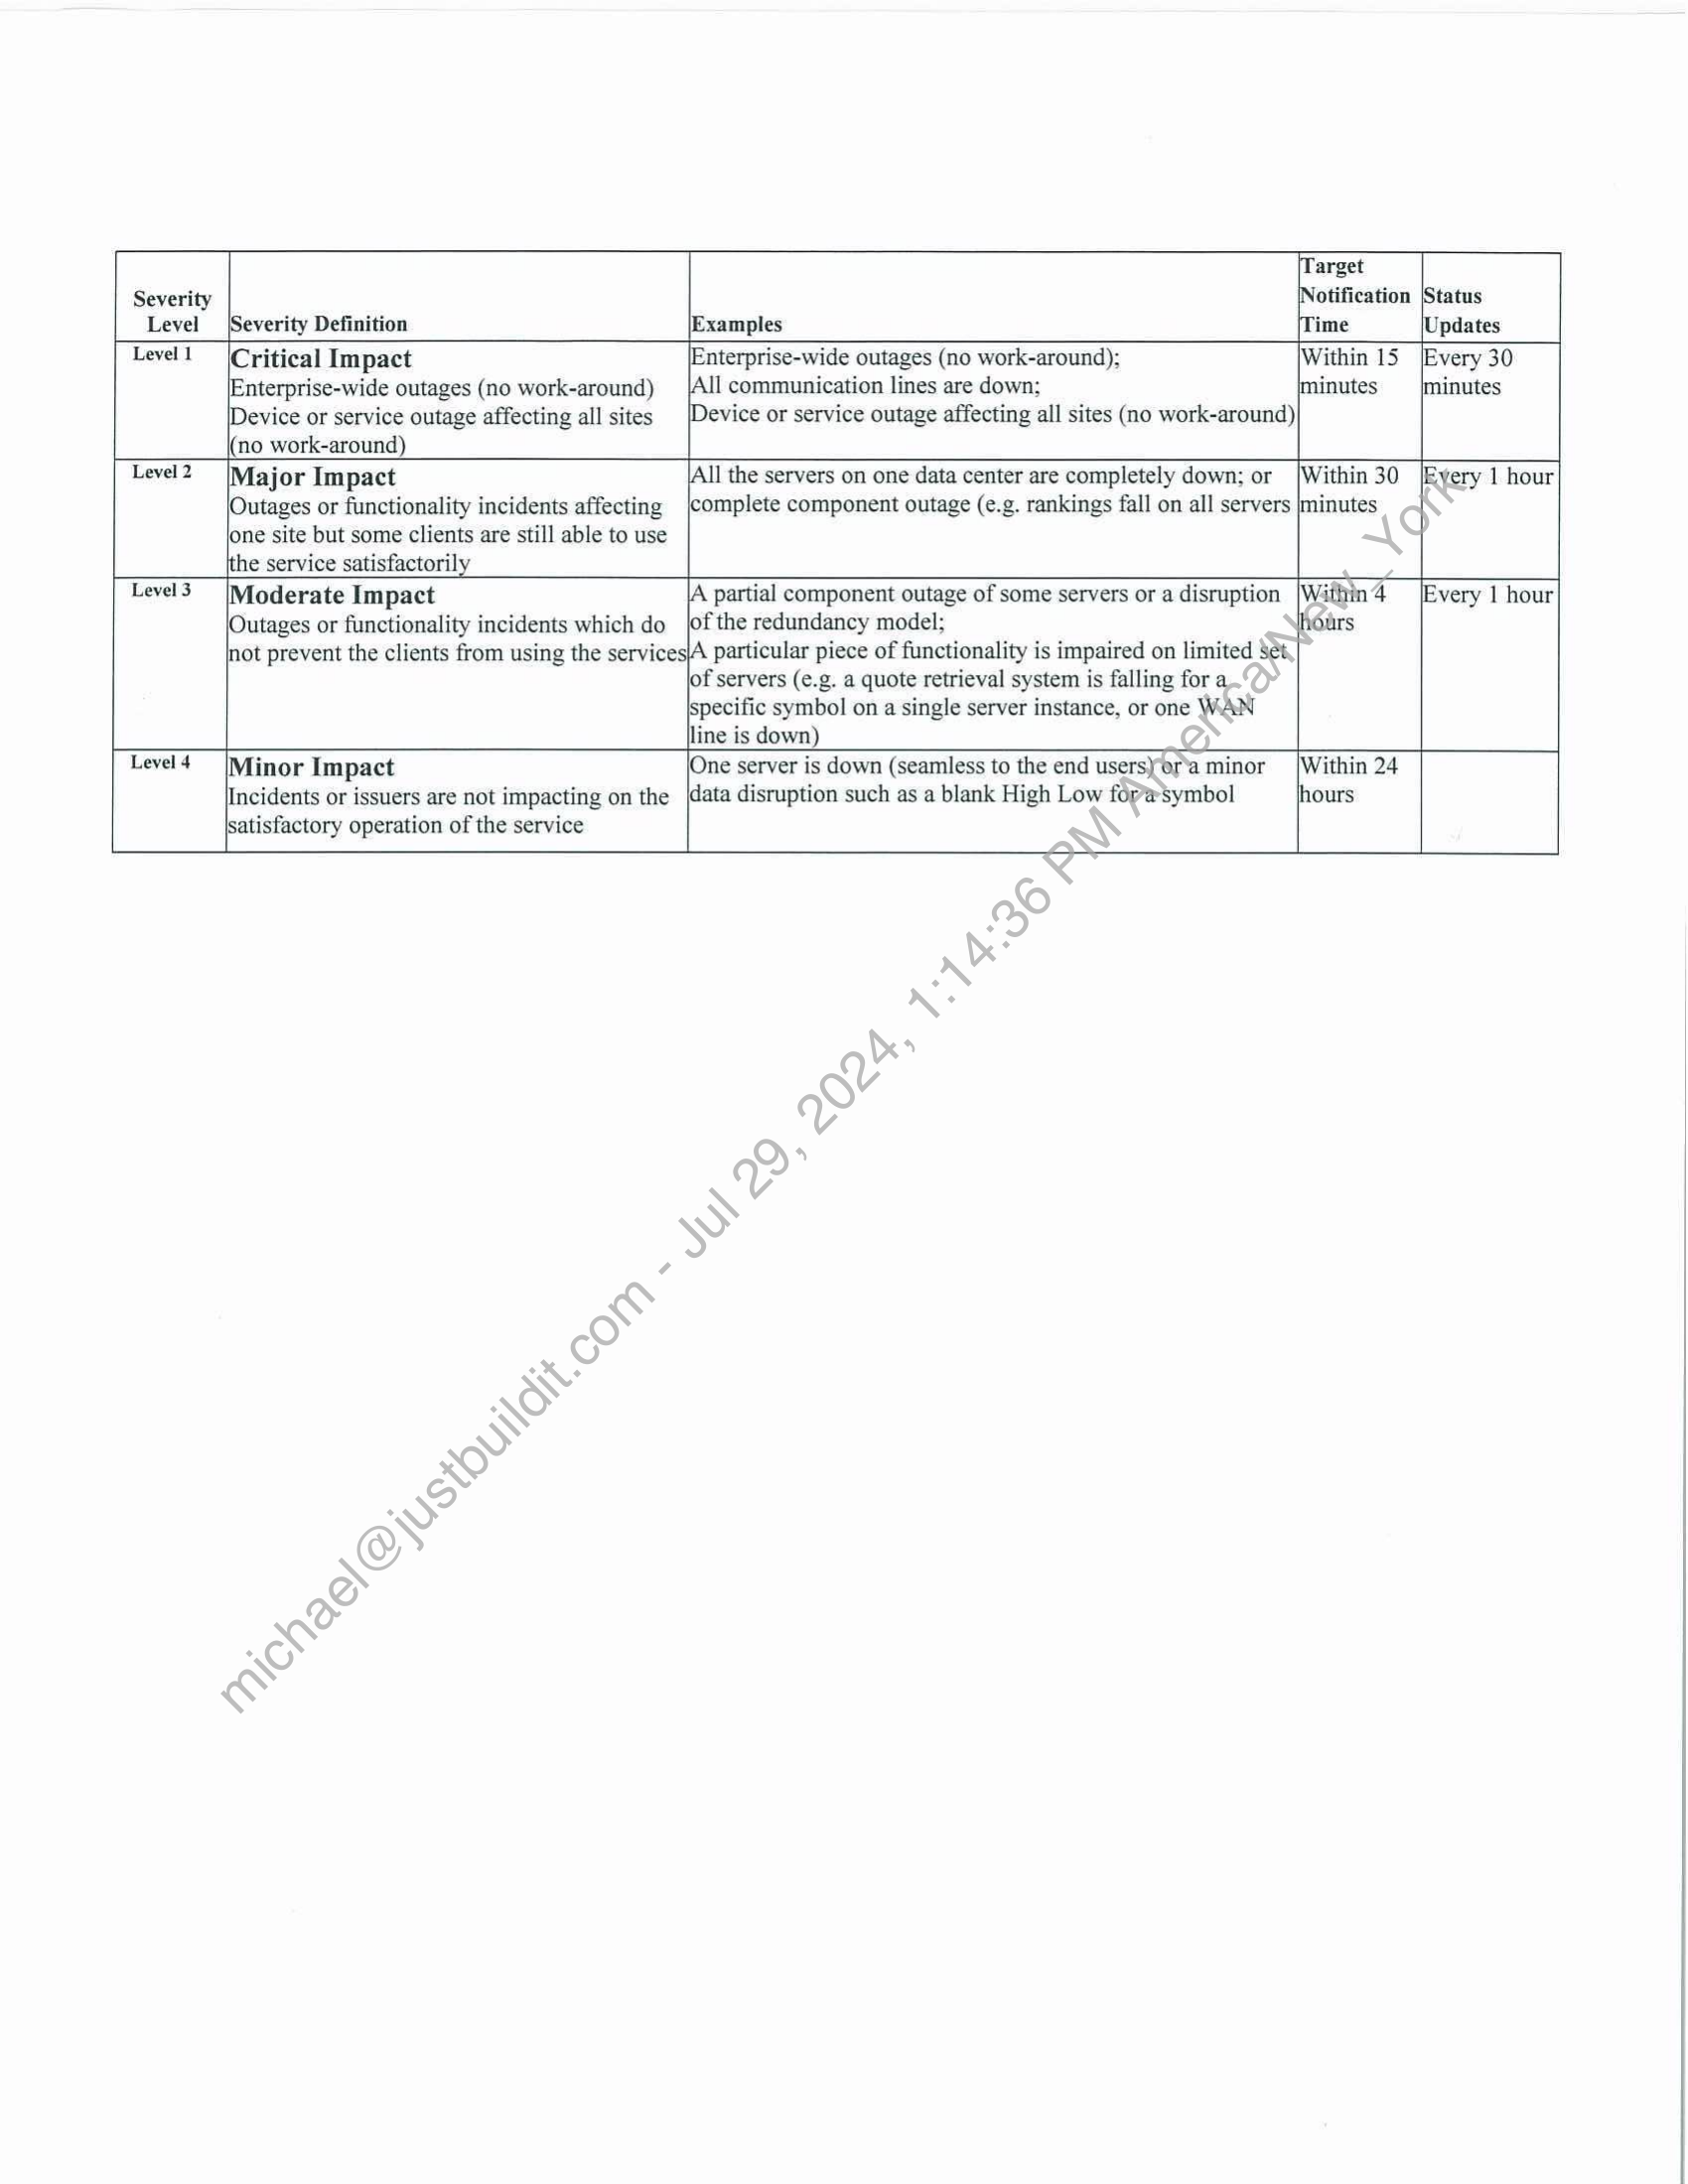 Severity Level
Severity Definition
Examples
Target Notification Time
Status Updates
Level 1
Critical Impact
Enterprise-wide outages (no work-around)
Device or service outage affecting all sites
(no work-around)
Enterprise-wide outages (no work-around);
All communication lines are down;
Device or service outage affecting all sites (no work-around)
Within 15
minutes
Every 30
minutes
Level 2
Major Impact
Outages or functionality incidents affecting
one site but some clients are still able to use
the service satisfactorily
All the servers on one data center are completely down; or
complete component outage (e.g. rankings fall on all servers
Within 30
minutes
Every 1 hour
Level 3
Moderate Impact
Outages or functionality incidents which do
not prevent the clients from using the services
A partial component outage of some servers or a disruption
of the redundancy model;
A particular piece of functionality is impaired on limited set
of servers (e.g. a quote retrieval system is falling for a
specific symbol on a single server instance, or one WAN
line is down)
Within 4
hours
Every 1 hour
Level 4
Minor Impact
Incidents or issuers are not impacting on the
satisfactory operation of the service
One server is down (seamless to the end users) or a minor
data disruption such as a blank High Low for a symbol
Within 24
hours
michael@justbuildit.com - Jul 29, 2024, 1:14:36 PM America/New_York